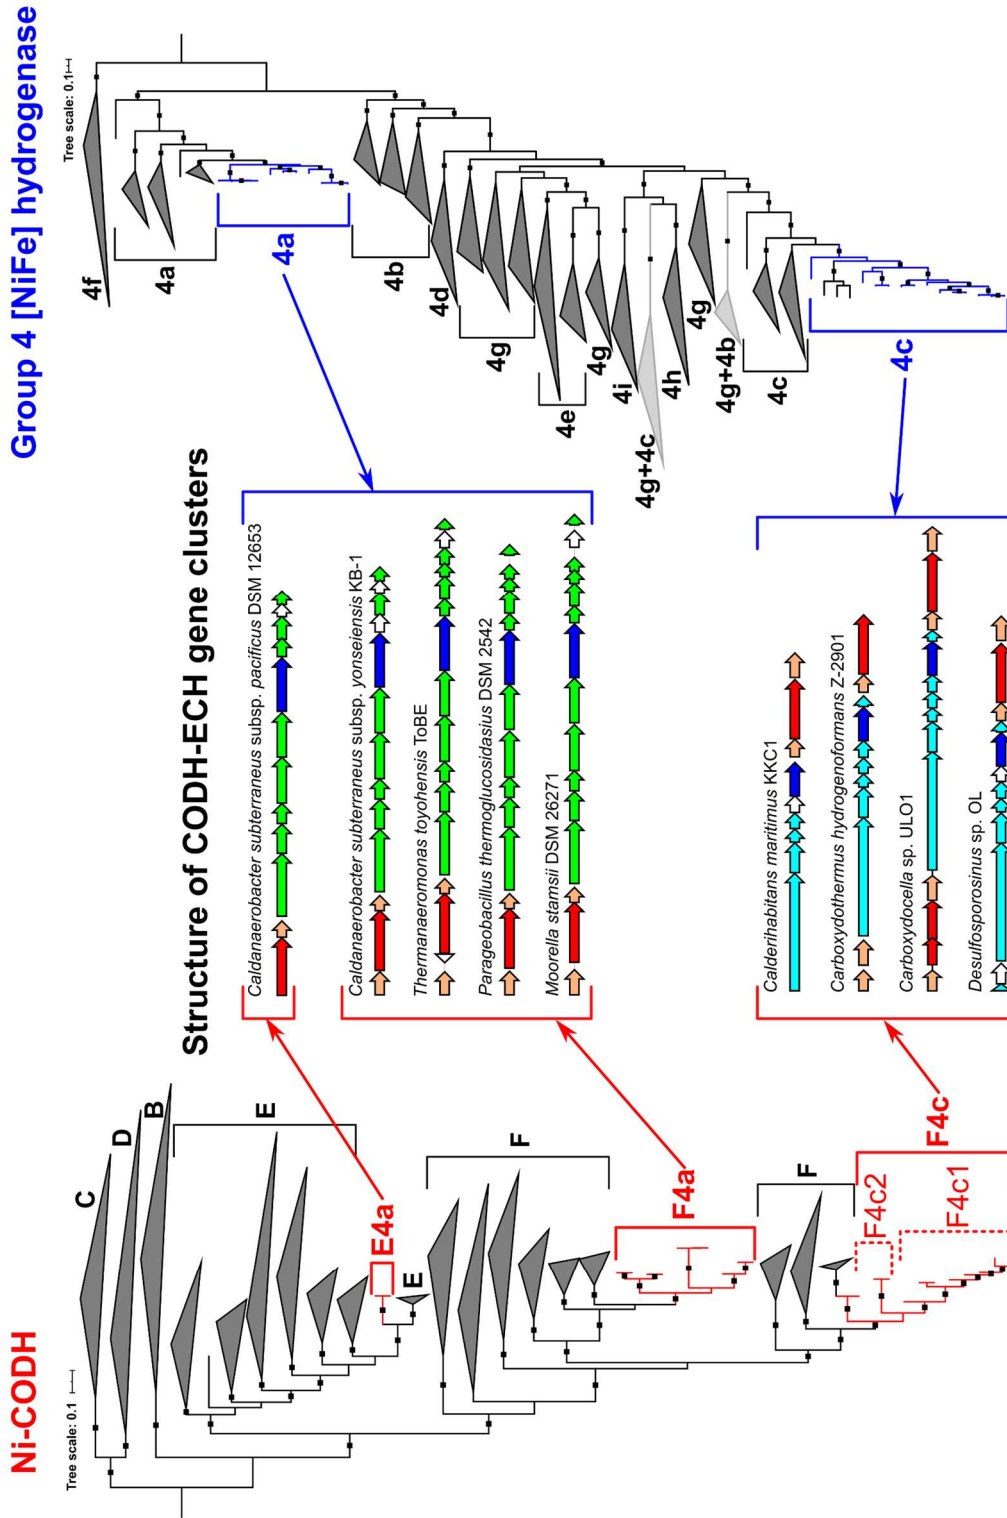 Ni-CODH
Tree scale: 0.1
C
D
B
E
E4a
E
F
F4a
F
F4c2
F4c
F4c1
Structure of CODH-ECH gene clusters
Caldanaerobacter subterraneus subsp. pacificus DSM 12653
Caldanaerobacter subterraneus subsp. yonseiensis KB-1
Thermanaeromonas toyohensis ToBE
Parageobacillus thermoglucosidasius DSM 2542
Moorella stamsii DSM 26271
Calderihabitans maritimus KKC1
Carboxydothermus hydrogenoformans Z-2901
Carboxydocella sp. ULO1
Desulfosporosinus sp. OL
Group 4 [NiFe] hydrogenase
Tree scale: 0.1
4f
4a
4a
4b
4d
4g
4e
4g
4i
4g+4c
4h
4g
4g+4b
4c
4c